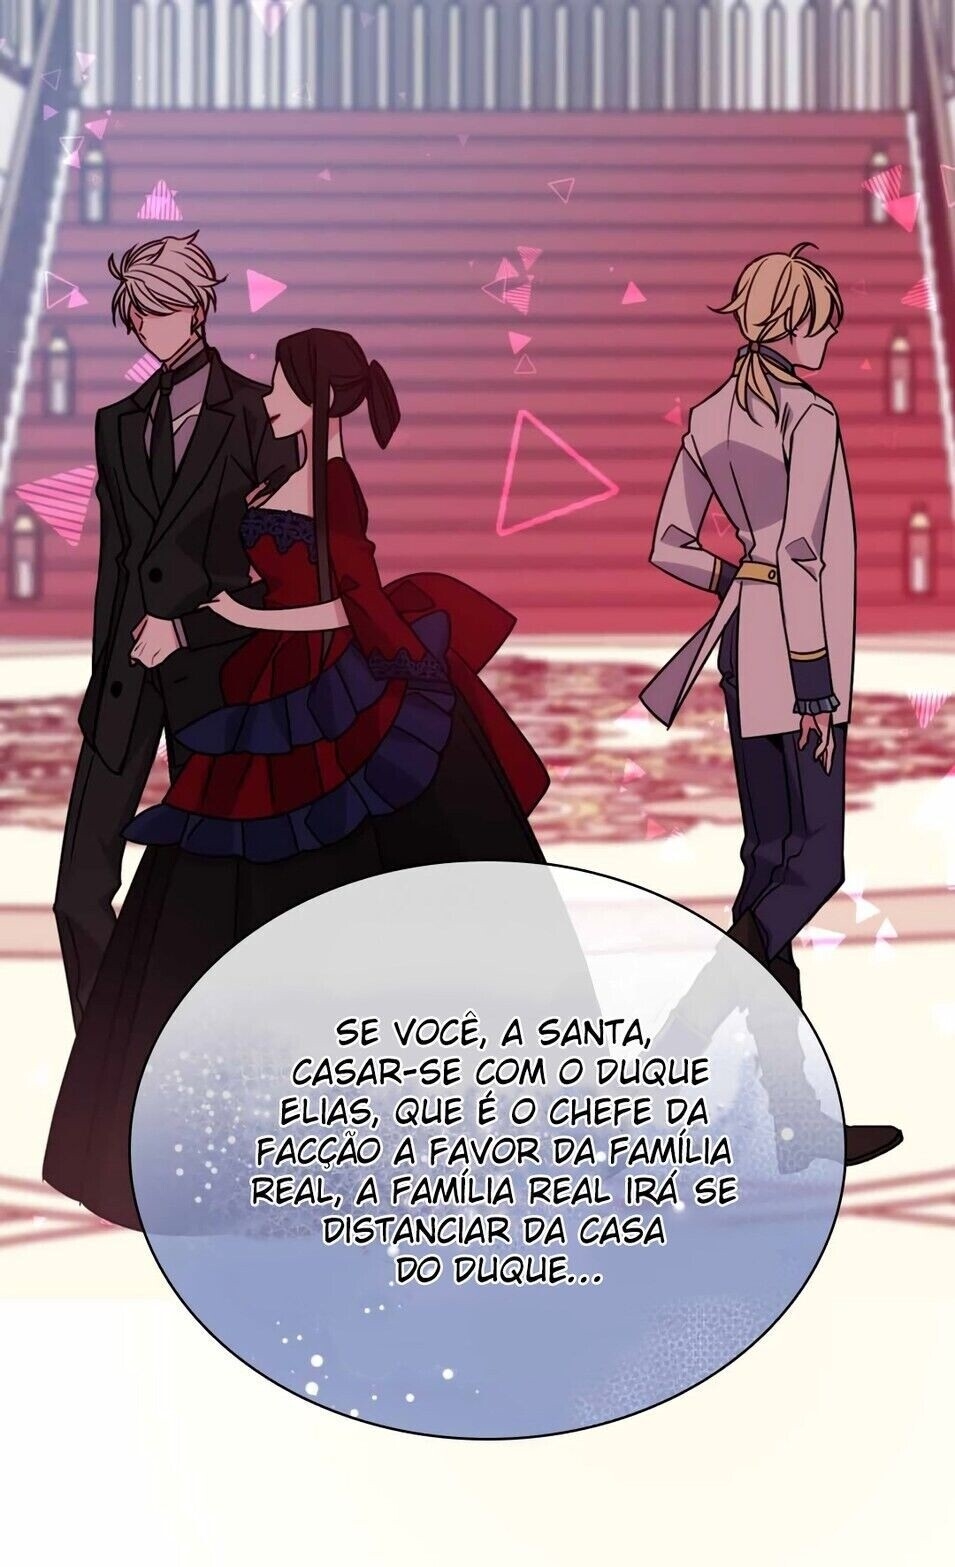 SE VOCÊ, A SANTA,
CASAR-SE COM O DUQUE
ELIAS, QUE É O CHEFE DA
FACÇÃO A FAVOR DA FAMÍLIA
REAL, A FAMÍLIA REAL IRÁ SE
DISTANCIAR DA CASA
DO DUQUE...